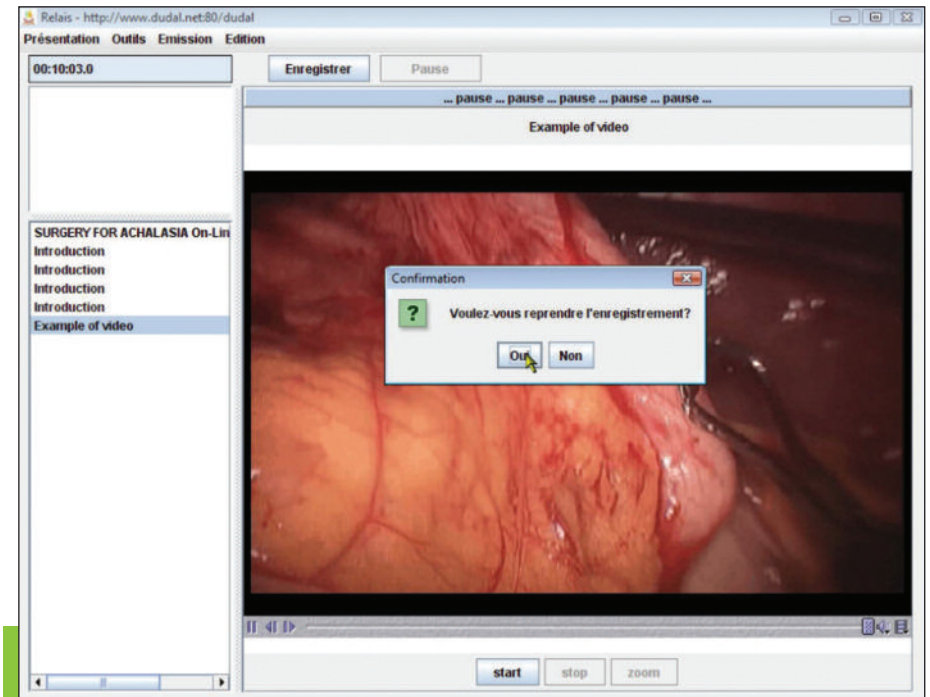 Relais - http://www.dudal.net:80/dudal
Présentation Outils Emission Edition
00:10:03.0
Enregistrer Pause
... pause ... pause ... pause ... pause ... pause ...
Example of video
SURGERY FOR ACHALASIA On-Lin
Introduction
Introduction
Introduction
Introduction
Example of video
Confirmation
? Voulez-vous reprendre l'enregistrement?
Oui Non
start stop zoom